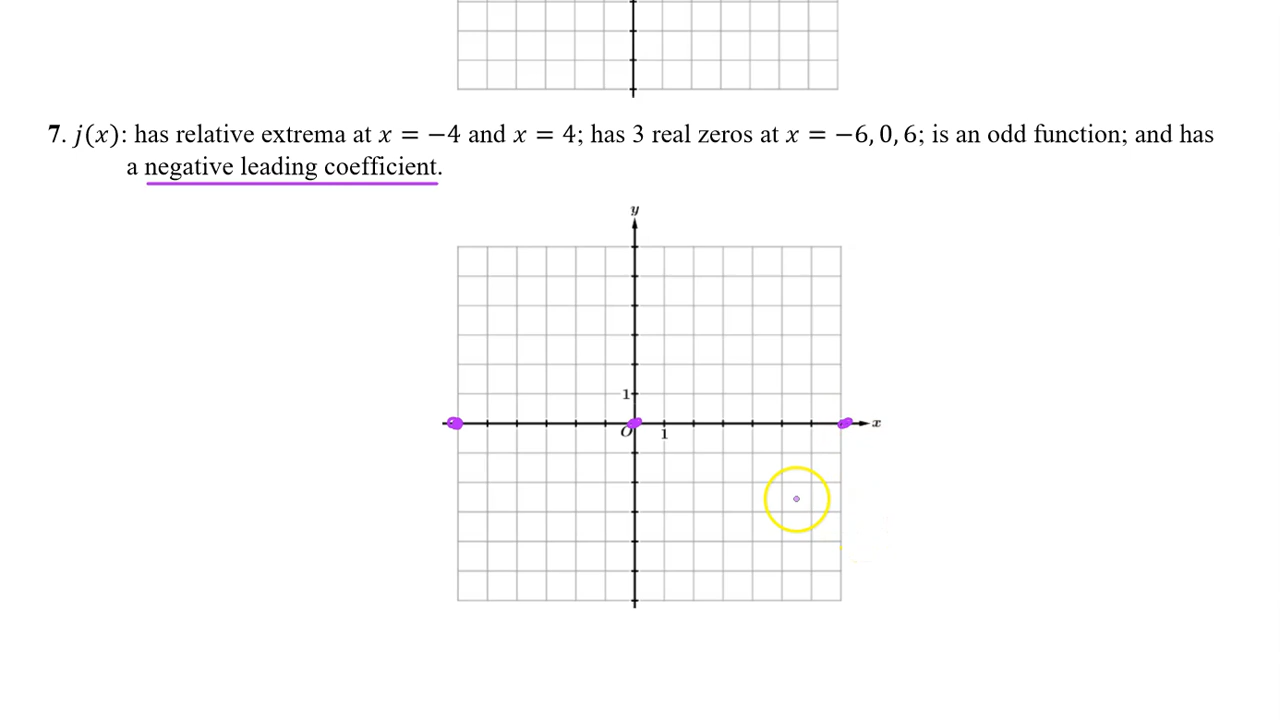 7. j(x): has relative extrema at x = −4 and x = 4; has 3 real zeros at x = −6, 0, 6; is an odd function; and has
a negative leading coefficient.
y
1
O 1 x